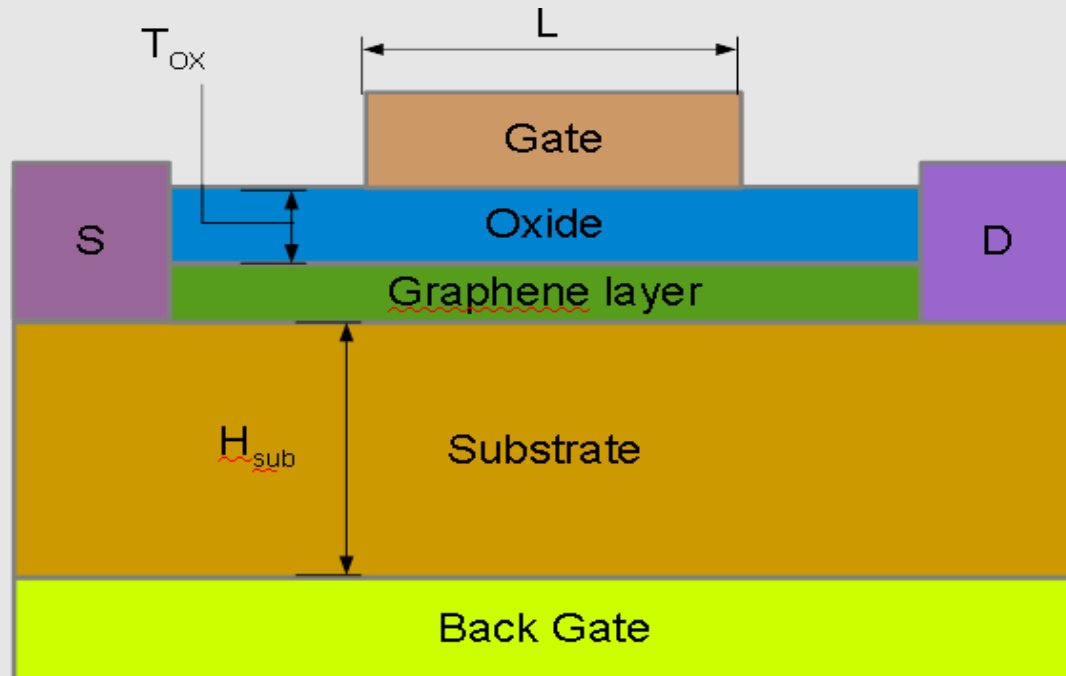 L
Tox
Gate
Oxide
S
D
Graphene layer
Hsub
Substrate
Back Gate